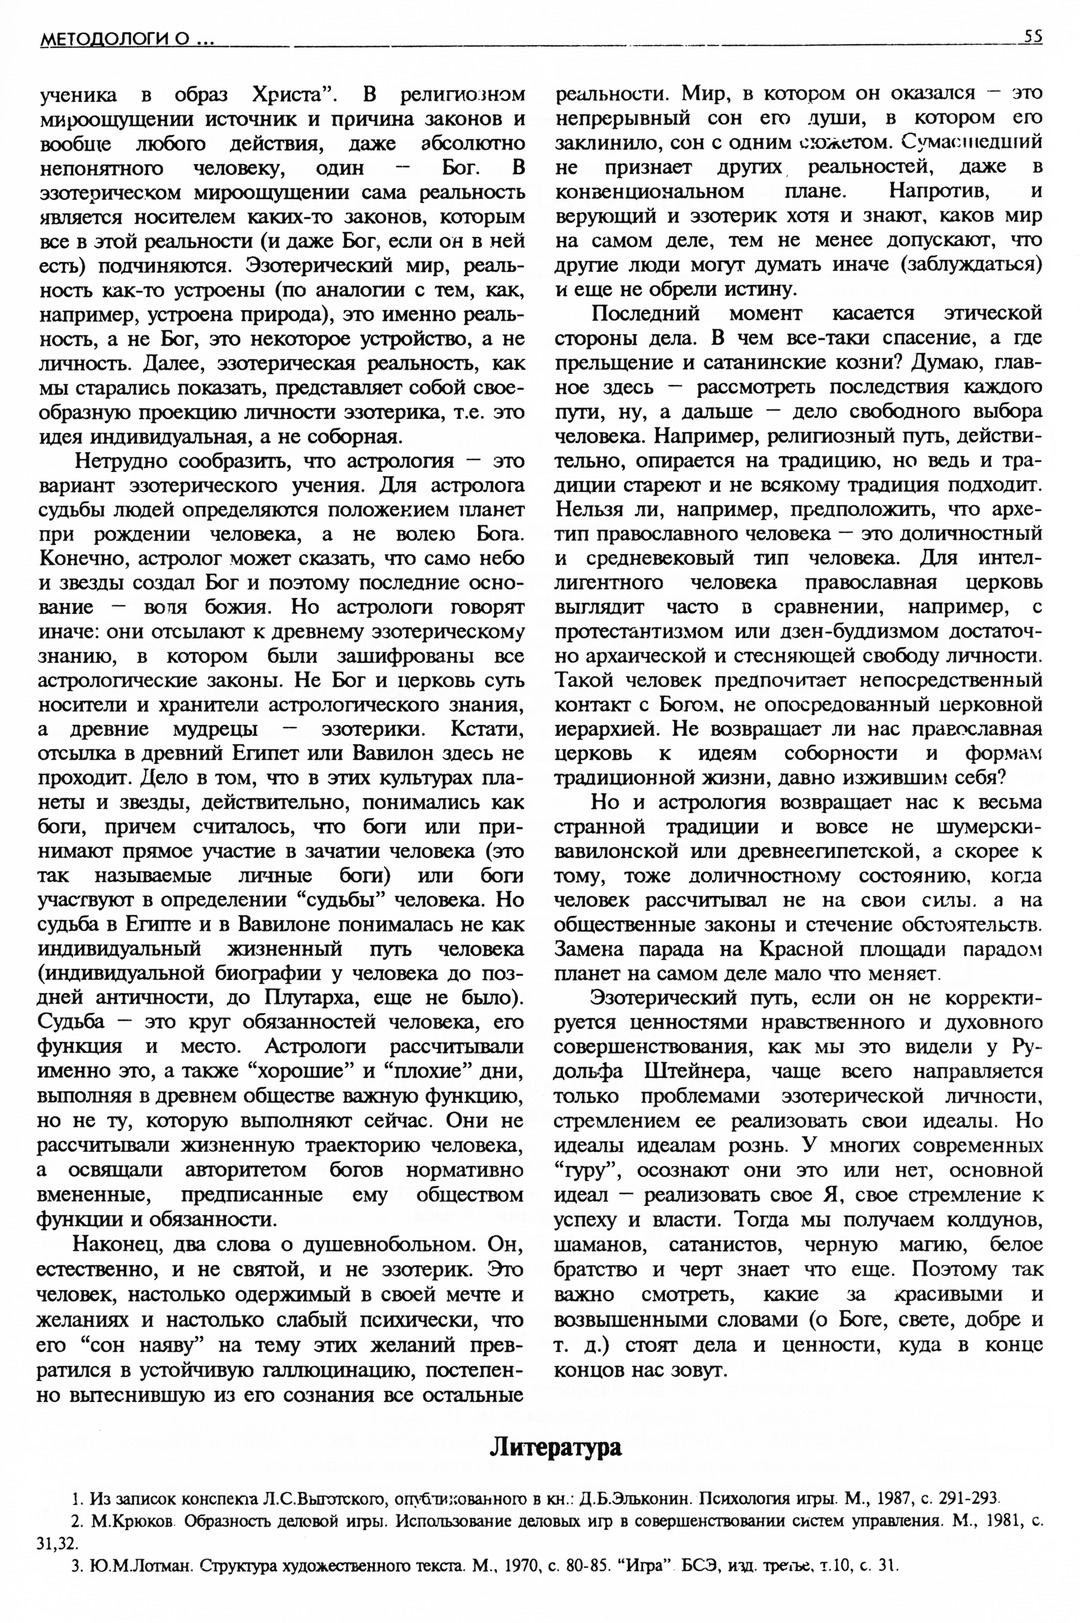 МЕТОДОЛОГИ О ...
55
ученика в образ Христа”. В религиозном
мироощущении источник и причина законов и
вообще любого действия, даже абсолютно
непонятного человеку, один — Бог. В
эзотерическом мироощущении сама реальность
является носителем каких-то законов, которым
все в этой реальности (и даже Бог, если он в ней
есть) подчиняются. Эзотерический мир, реаль-
ность как-то устроены (по аналогии с тем, как,
например, устроена природа), это именно реаль-
ность, а не Бог, это некоторое устройство, а не
личность. Далее, эзотерическая реальность, как
мы старались показать, представляет собой свое-
образную проекцию личности эзотерика, т.е. это
идея индивидуальная, а не соборная.
Нетрудно сообразить, что астрология — это
вариант эзотерического учения. Для астролога
судьбы людей определяются положением планет
при рождении человека, а не волею Бога.
Конечно, астролог может сказать, что само небо
и звезды создал Бог и поэтому последние осно-
вание — воля божия. Но астрологи говорят
иначе: они отсылают к древнему эзотерическому
знанию, в котором были зашифрованы все
астрологические законы. Не Бог и церковь суть
носители и хранители астрологического знания,
а древние мудрецы — эзотерики. Кстати,
отсылка в древний Египет или Вавилон здесь не
проходит. Дело в том, что в этих культурах пла-
неты и звезды, действительно, понимались как
боги, причем считалось, что боги или при-
нимают прямое участие в зачатии человека (это
так называемые личные боги) или боги
участвуют в определении “судьбы” человека. Но
судьба в Египте и в Вавилоне понималась не как
индивидуальный жизненный путь человека
(индивидуальной биографии у человека до поз-
дней античности, до Плутарха, еще не было).
Судьба — это круг обязанностей человека, его
функция и место. Астрологи рассчитывали
именно это, а также “хорошие” и “плохие” дни,
выполняя в древнем обществе важную функцию,
но не ту, которую выполняют сейчас. Они не
рассчитывали жизненную траекторию человека,
а освящали авторитетом богов нормативно
вмененные, предписанные ему обществом
функции и обязанности.
Наконец, два слова о душевнобольном. Он,
естественно, и не святой, и не эзотерик. Это
человек, настолько одержимый в своей мечте и
желаниях и настолько слабый психически, что
его “сон наяву” на тему этих желаний прев-
ратился в устойчивую галлюцинацию, постепен-
но вытеснившую из его сознания все остальные
реальности. Мир, в котором он оказался — это
непрерывный сон его души, в котором его
заклинило, сон с одним сюжетом. Сумасшедший
не признает других реальностей, даже в
конвенциональном плане. Напротив, и
верующий и эзотерик хотя и знают, каков мир
на самом деле, тем не менее допускают, что
другие люди могут думать иначе (заблуждаться)
и еще не обрели истину.
Последний момент касается этической
стороны дела. В чем все-таки спасение, а где
прельщение и сатанинские козни? Думаю, глав-
ное здесь — рассмотреть последствия каждого
пути, ну, а дальше — дело свободного выбора
человека. Например, религиозный путь, действи-
тельно, опирается на традицию, но ведь и тра-
диции стареют и не всякому традиция подходит.
Нельзя ли, например, предположить, что архе-
тип православного человека — это доличностный
и средневековый тип человека. Для интел-
лигентного человека православная церковь
выглядит часто в сравнении, например, с
протестантизмом или дзен-буддизмом достаточ-
но архаической и стесняющей свободу личности.
Такой человек предпочитает непосредственный
контакт с Богом, не опосредованный церковной
иерархией. Не возвращает ли нас православная
церковь к идеям соборности и формам
традиционной жизни, давно изжившим себя?
Но и астрология возвращает нас к весьма
странной традиции и вовсе не шумерски-
вавилонской или древнеегипетской, а скорее к
тому, тоже доличностному состоянию, когда
человек рассчитывал не на свои силы, а на
общественные законы и стечение обстоятельств.
Замена парада на Красной площади парадом
планет на самом деле мало что меняет.
Эзотерический путь, если он не корректи-
руется ценностями нравственного и духовного
совершенствования, как мы это видели у Ру-
дольфа Штейнера, чаще всего направляется
только проблемами эзотерической личности,
стремлением ее реализовать свои идеалы. Но
идеалы идеалам рознь. У многих современных
“гуру”, осознают они это или нет, основной
идеал — реализовать свое Я, свое стремление к
успеху и власти. Тогда мы получаем колдунов,
шаманов, сатанистов, черную магию, белое
братство и черт знает что еще. Поэтому так
важно смотреть, какие за красивыми и
возвышенными словами (о Боге, свете, добре и
т. д.) стоят дела и ценности, куда в конце
концов нас зовут.
Литература
1. Из записок конспекта Л.С.Выготского, опубликованного в кн.: Д.Б.Эльконин. Психология игры. М., 1987, с. 291-293.
2. М.Крюков. Образность деловой игры. Использование деловых игр в совершенствовании систем управления. М., 1981, с.
31,32.
3. Ю.М.Лотман. Структура художественного текста. М., 1970, с. 80-85. “Игра”. БСЭ, изд. третье, т.10, с. 31.